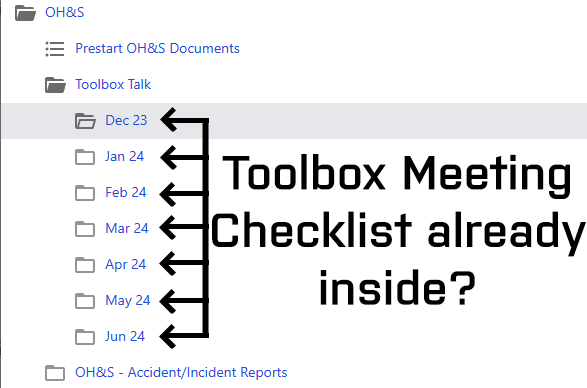 OH&S
Prestart OH&S Documents
Toolbox Talk
Dec 23
Jan 24
Feb 24
Mar 24
Apr 24
May 24
Jun 24
OH&S - Accident/Incident Reports
Toolbox Meeting
Checklist already
inside?